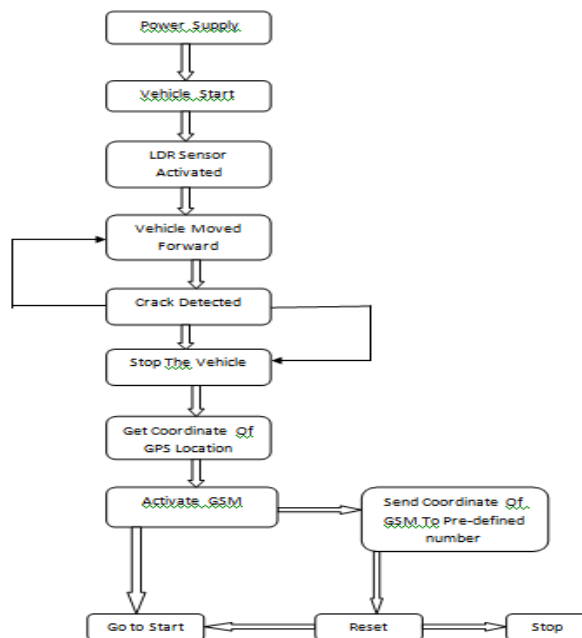 Power Supply
Vehicle Start
LDR Sensor
Activated
Vehicle Moved
Forward
Crack Detected
Stop The Vehicle
Get Coordinate Of
GPS Location
Activate GSM
Send Coordinate Of
GSM To Pre-defined
number
Go to Start
Reset
Stop